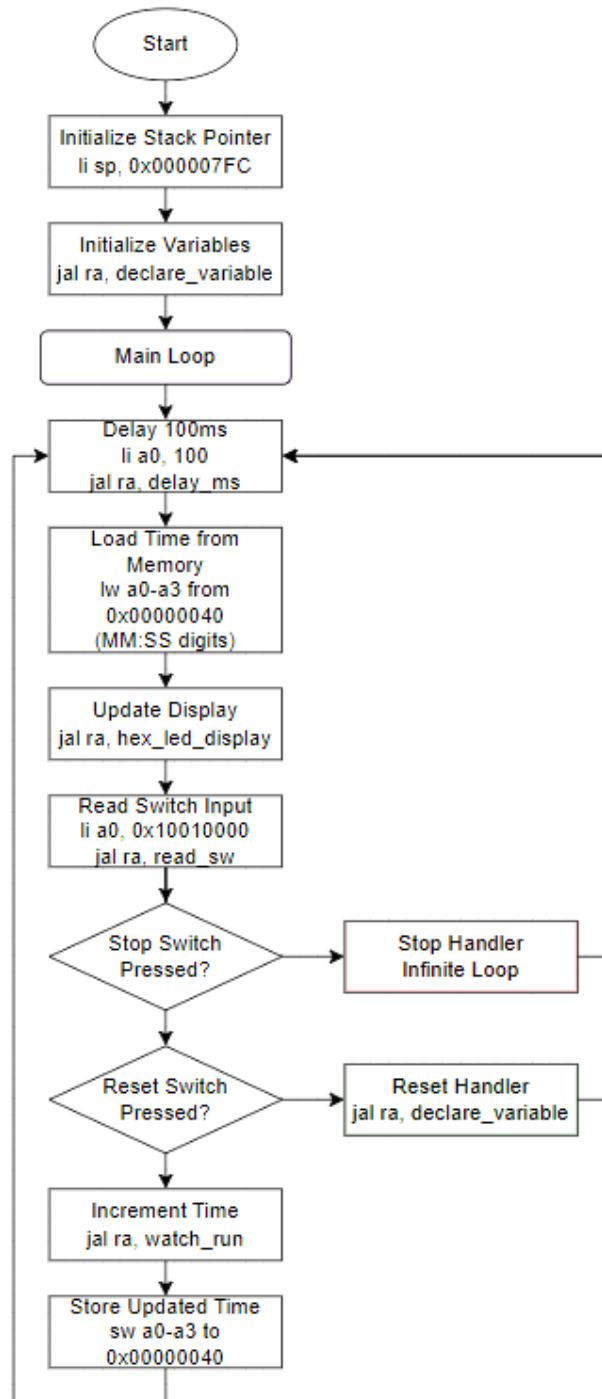 Start
Initialize Stack Pointer
li sp, 0x000007FC
Initialize Variables
jal ra, declare_variable
Main Loop
Delay 100ms
li a0, 100
jal ra, delay_ms
Load Time from
Memory
lw a0-a3 from
0x00000040
(MM:SS digits)
Update Display
jal ra, hex_led_display
Read Switch Input
li a0, 0x10010000
jal ra, read_sw
Stop Switch
Pressed?
Stop Handler
Infinite Loop
Reset Switch
Pressed?
Reset Handler
jal ra, declare_variable
Increment Time
jal ra, watch_run
Store Updated Time
sw a0-a3 to
0x00000040